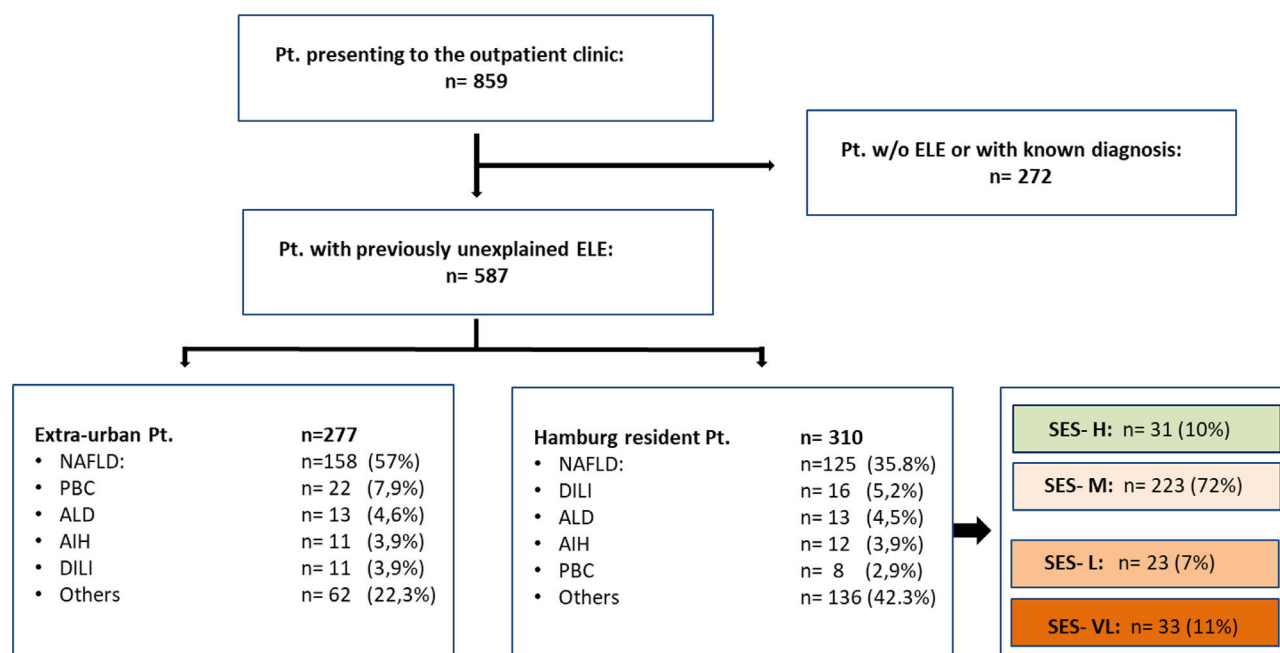 Pt. presenting to the outpatient clinic:
n= 859
Pt. w/o ELE or with known diagnosis:
n= 272
Pt. with previously unexplained ELE:
n= 587
Extra-urban Pt. n=277
• NAFLD: n=158 (57%)
• PBC n= 22 (7,9%)
• ALD n= 13 (4,6%)
• AIH n= 11 (3,9%)
• DILI n= 11 (3,9%)
• Others n= 62 (22,3%)
Hamburg resident Pt. n= 310
• NAFLD: n=125 (35.8%)
• DILI n= 16 (5,2%)
• ALD n= 13 (4,5%)
• AIH n= 12 (3,9%)
• PBC n= 8 (2,9%)
• Others n= 136 (42.3%)
SES- H: n= 31 (10%)
SES- M: n= 223 (72%)
SES- L: n= 23 (7%)
SES- VL: n= 33 (11%)